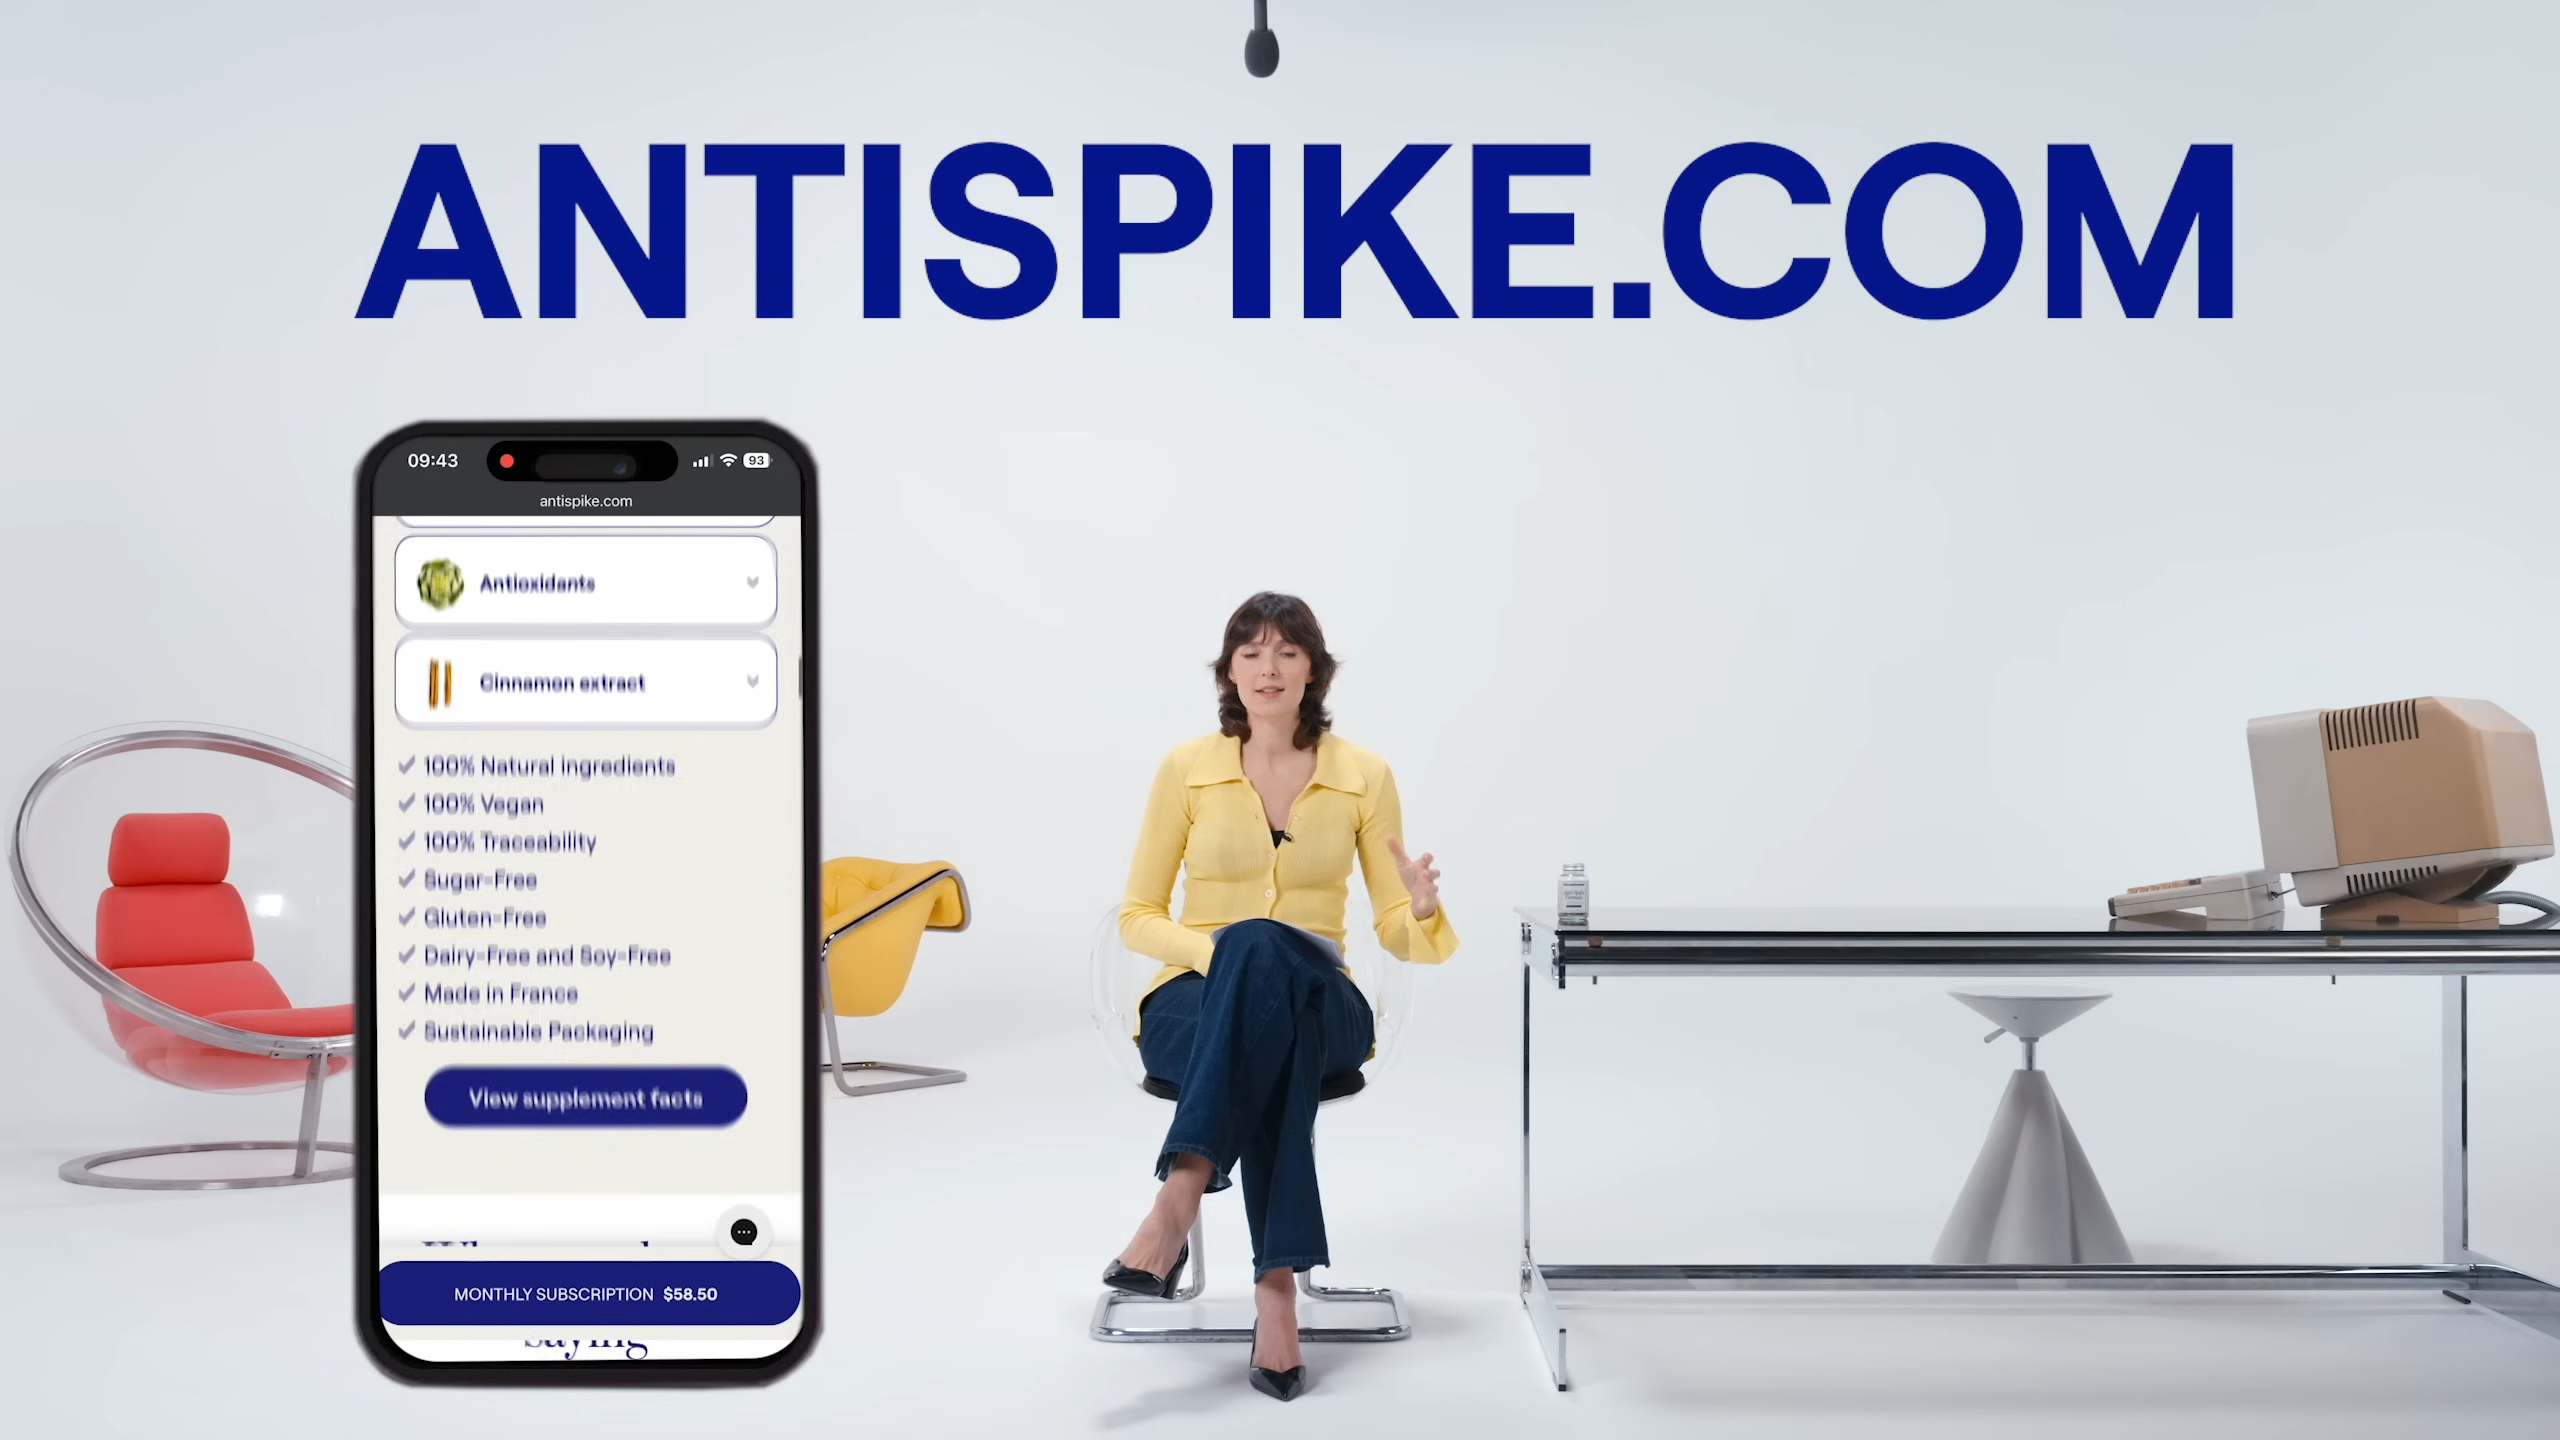 ANTISPIKE.COM
09:43
93
antispike.com
Antioxidants
Cinnamon extract
100% Natural ingredients
100% Vegan
100% Traceability
Sugar-Free
Gluten-Free
Dairy-Free and Soy-Free
Made in France
Sustainable Packaging
View supplement facts
MONTHLY SUBSCRIPTION $58.50
saying